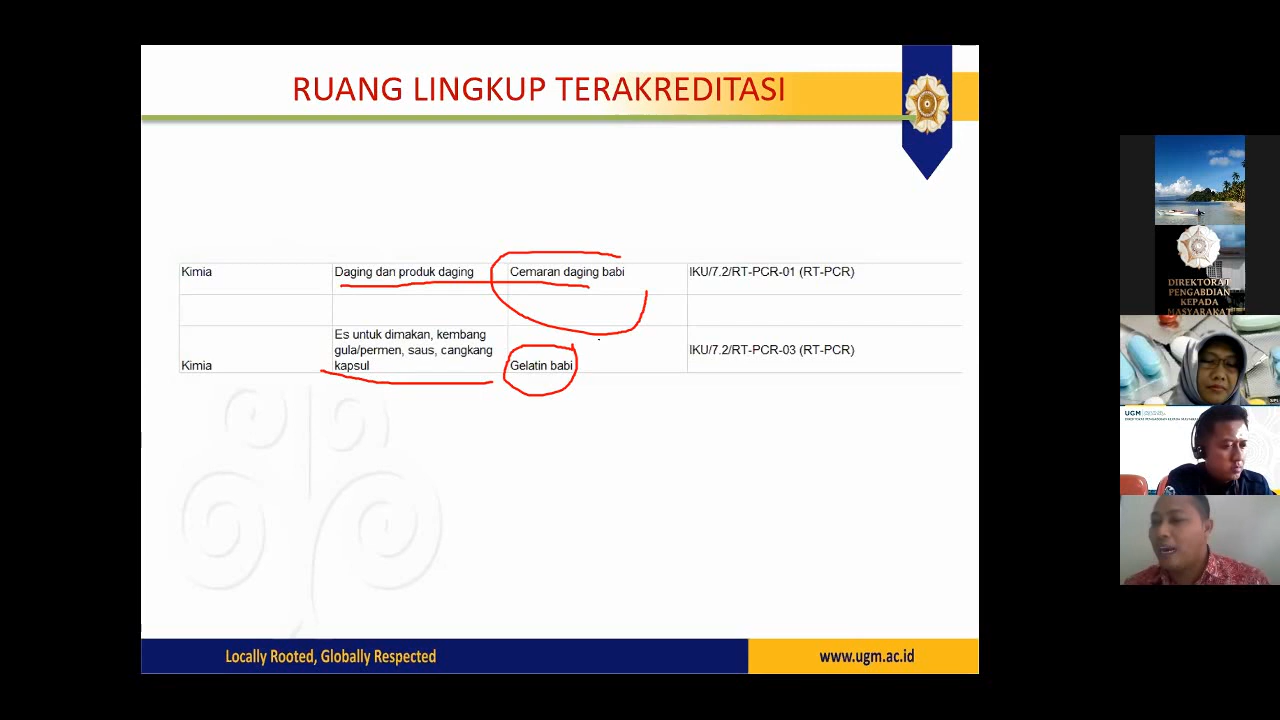 RUANG LINGKUP TERAKREDITASI
Kimia
Daging dan produk daging
Cemaran daging babi
IKU/7.2/RT-PCR-01 (RT-PCR)
Es untuk dimakan, kembang
gula/permen, saus, cangkang
kapsul
Kimia
Gelatin babi
IKU/7.2/RT-PCR-03 (RT-PCR)
Locally Rooted, Globally Respected
www.ugm.ac.id
DIREKTORAT
PENGABDIAN
KEPADA
MASYARAKAT
UGM